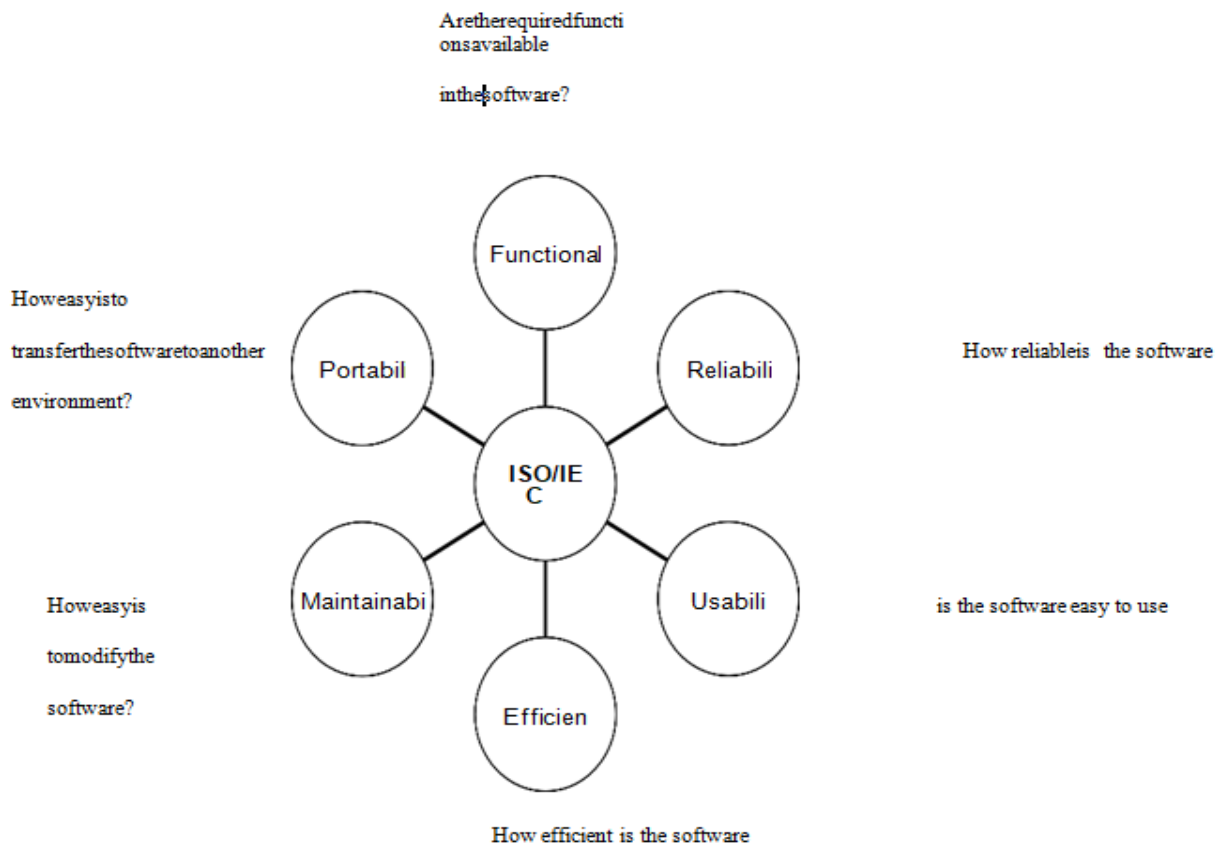 Aretherequiredfuncti
onsavailable
inthesoftware?
Functional
Howeasyisto
transferthesoftwaretoanother
environment?
Portabil
Reliabili
How reliableis the software
ISO/IE
C
Howeasyis
tomodifythe
software?
Maintainabi
Usabili
is the software easy to use
Efficien
How efficient is the software